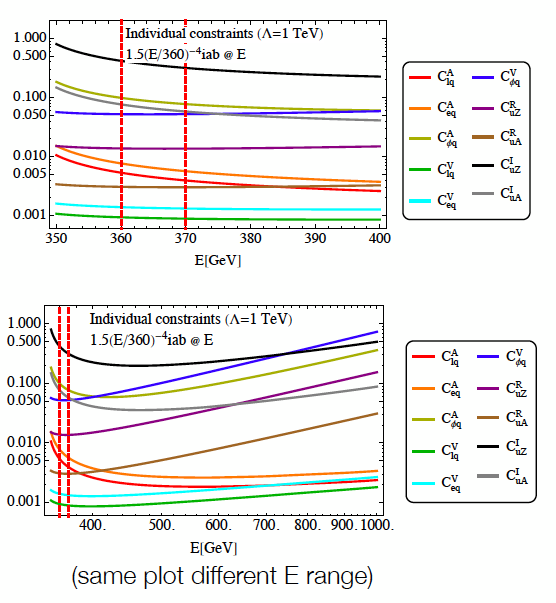 Individual constraints (Λ=1 TeV)
1.5(E/360)⁻⁴iab @ E
1.000
0.500
0.100
0.050
0.010
0.005
0.001
350 360 370 380 390 400
E[GeV]
C^A_lq C^V_ϕq
C^A_eq C^R_uZ
C^A_ϕq C^R_uA
C^V_lq C^I_uZ
C^V_eq C^I_uA
Individual constraints (Λ=1 TeV)
1.5(E/360)⁻⁴iab @ E
1.000
0.500
0.100
0.050
0.010
0.005
0.001
400. 500. 600. 700. 800. 900. 1000.
E[GeV]
C^A_lq C^V_ϕq
C^A_eq C^R_uZ
C^A_ϕq C^R_uA
C^V_lq C^I_uZ
C^V_eq C^I_uA
(same plot different E range)